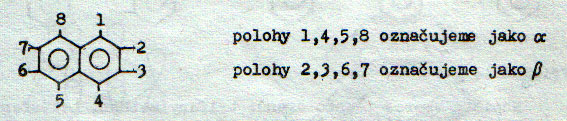 8 1
7 2
6 3
5 4
polohy 1,4,5,8 označujeme jako α
polohy 2,3,6,7 označujeme jako β